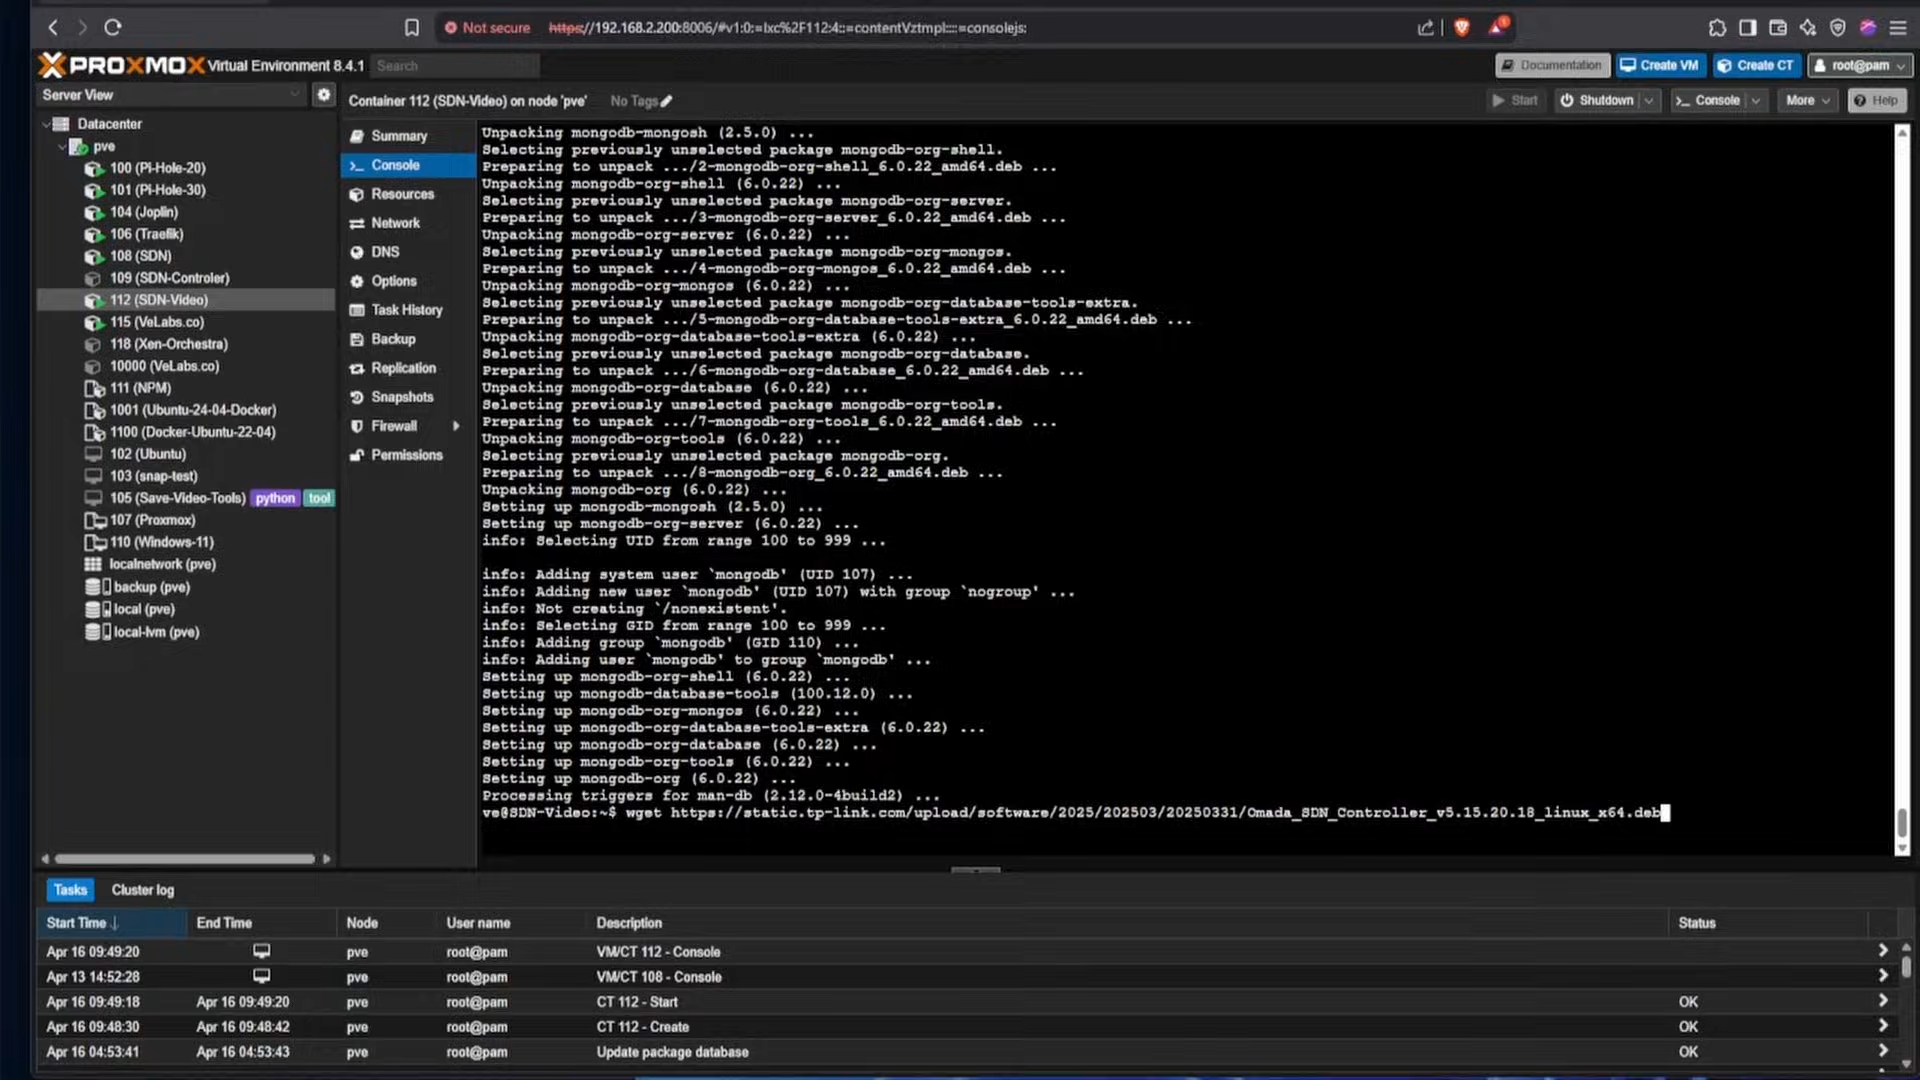 Not secure https://192.168.2.200:8006/#v1:0:=lxc%2F112:4::=contentVztmpl::::=consolejs:
PROXMOX Virtual Environment 8.4.1 Search Documentation Create VM Create CT root@pam
Server View
Container 112 (SDN-Video) on node 'pve' No Tags Start Shutdown Console More Help
Datacenter
pve
100 (Pi-Hole-20)
101 (Pi-Hole-30)
104 (Joplin)
106 (Traefik)
108 (SDN)
109 (SDN-Controler)
112 (SDN-Video)
115 (VeLabs.co)
118 (Xen-Orchestra)
10000 (VeLabs.co)
111 (NPM)
1001 (Ubuntu-24-04-Docker)
1100 (Docker-Ubuntu-22-04)
102 (Ubuntu)
103 (snap-test)
105 (Save-Video-Tools) python tool
107 (Proxmox)
110 (Windows-11)
localnetwork (pve)
backup (pve)
local (pve)
local-lvm (pve)
Summary
Console
Resources
Network
DNS
Options
Task History
Backup
Replication
Snapshots
Firewall
Permissions
Unpacking mongodb-mongosh (2.5.0) ...
Selecting previously unselected package mongodb-org-shell.
Preparing to unpack .../2-mongodb-org-shell_6.0.22_amd64.deb ...
Unpacking mongodb-org-shell (6.0.22) ...
Selecting previously unselected package mongodb-org-server.
Preparing to unpack .../3-mongodb-org-server_6.0.22_amd64.deb ...
Unpacking mongodb-org-server (6.0.22) ...
Selecting previously unselected package mongodb-org-mongos.
Preparing to unpack .../4-mongodb-org-mongos_6.0.22_amd64.deb ...
Unpacking mongodb-org-mongos (6.0.22) ...
Selecting previously unselected package mongodb-org-database-tools-extra.
Preparing to unpack .../5-mongodb-org-database-tools-extra_6.0.22_amd64.deb ...
Unpacking mongodb-org-database-tools-extra (6.0.22) ...
Selecting previously unselected package mongodb-org-database.
Preparing to unpack .../6-mongodb-org-database_6.0.22_amd64.deb ...
Unpacking mongodb-org-database (6.0.22) ...
Selecting previously unselected package mongodb-org-tools.
Preparing to unpack .../7-mongodb-org-tools_6.0.22_amd64.deb ...
Unpacking mongodb-org-tools (6.0.22) ...
Selecting previously unselected package mongodb-org.
Preparing to unpack .../8-mongodb-org_6.0.22_amd64.deb ...
Unpacking mongodb-org (6.0.22) ...
Setting up mongodb-mongosh (2.5.0) ...
Setting up mongodb-org-server (6.0.22) ...
info: Selecting UID from range 100 to 999 ...
info: Adding system user `mongodb' (UID 107) ...
info: Adding new user `mongodb' (UID 107) with group `nogroup' ...
info: Not creating `/nonexistent'.
info: Selecting GID from range 100 to 999 ...
info: Adding group `mongodb' (GID 110) ...
info: Adding user `mongodb' to group `mongodb' ...
Setting up mongodb-org-shell (6.0.22) ...
Setting up mongodb-database-tools (100.12.0) ...
Setting up mongodb-org-mongos (6.0.22) ...
Setting up mongodb-org-database-tools-extra (6.0.22) ...
Setting up mongodb-org-database (6.0.22) ...
Setting up mongodb-org-tools (6.0.22) ...
Setting up mongodb-org (6.0.22) ...
Processing triggers for man-db (2.12.0-4build2) ...
ve@SDN-Video:~$ wget https://static.tp-link.com/upload/software/2025/202503/20250331/Omada_SDN_Controller_v5.15.20.18_linux_x64.deb
Tasks Cluster log
Start Time End Time Node User name Description Status
Apr 16 09:49:20 pve root@pam VM/CT 112 - Console
Apr 13 14:52:28 pve root@pam VM/CT 108 - Console
Apr 16 09:49:18 Apr 16 09:49:20 pve root@pam CT 112 - Start OK
Apr 16 09:48:30 Apr 16 09:48:42 pve root@pam CT 112 - Create OK
Apr 16 04:53:41 Apr 16 04:53:43 pve root@pam Update package database OK